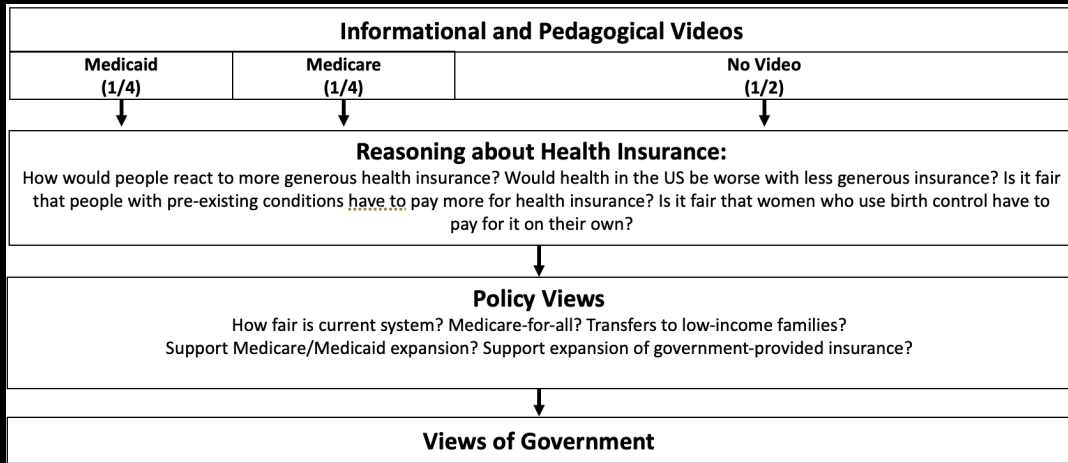 Informational and Pedagogical Videos
Medicaid
(1/4)
Medicare
(1/4)
No Video
(1/2)
Reasoning about Health Insurance:
How would people react to more generous health insurance? Would health in the US be worse with less generous insurance? Is it fair
that people with pre-existing conditions have to pay more for health insurance? Is it fair that women who use birth control have to
pay for it on their own?
Policy Views
How fair is current system? Medicare-for-all? Transfers to low-income families?
Support Medicare/Medicaid expansion? Support expansion of government-provided insurance?
Views of Government